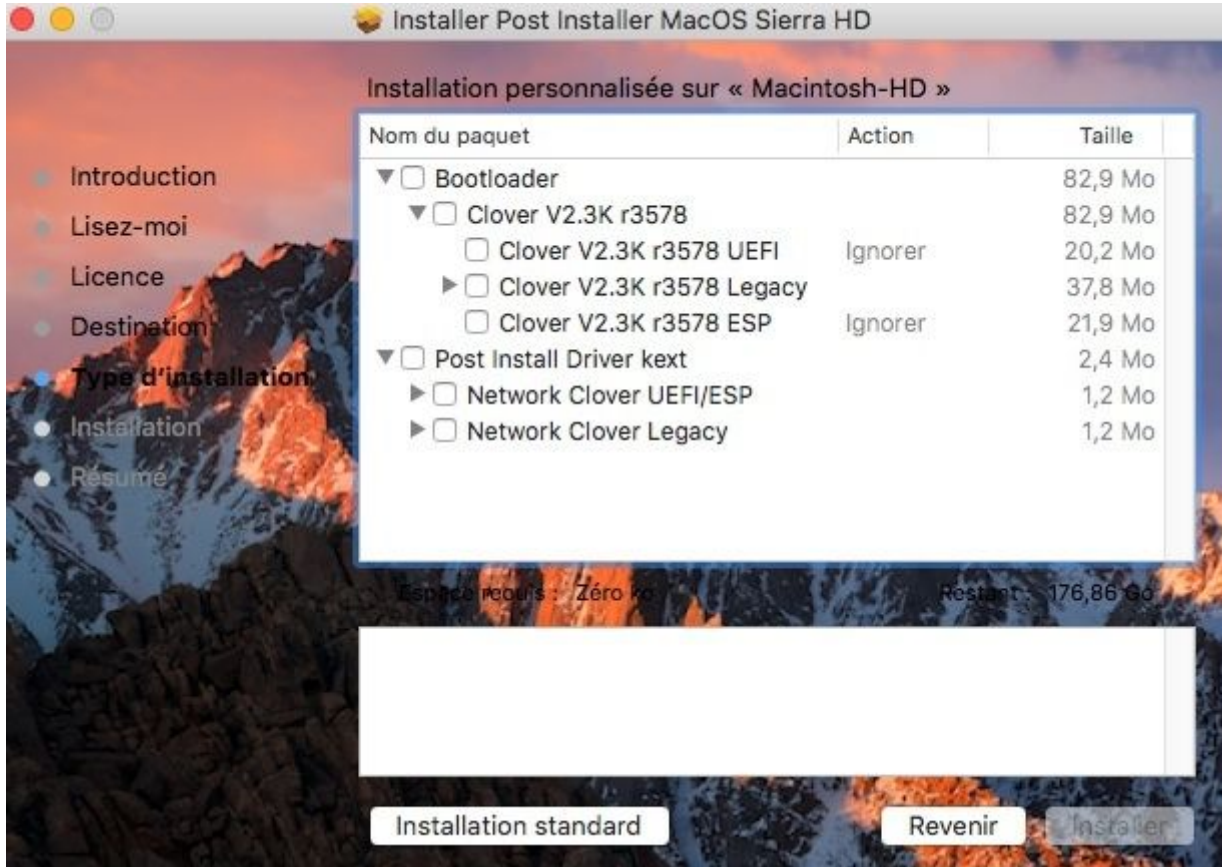 Installer Post Installer MacOS Sierra HD
Installation personnalisée sur « Macintosh-HD »
Nom du paquet Action Taille
Introduction
Lisez-moi
Licence
Destination
Type d'installation
Installation
Résumé
Bootloader 82,9 Mo
Clover V2.3K r3578 82,9 Mo
Clover V2.3K r3578 UEFI Ignorer 20,2 Mo
Clover V2.3K r3578 Legacy 37,8 Mo
Clover V2.3K r3578 ESP Ignorer 21,9 Mo
Post Install Driver kext 2,4 Mo
Network Clover UEFI/ESP 1,2 Mo
Network Clover Legacy 1,2 Mo
Espace requis : Zéro ko Restant : 176,86 Go
Installation standard Revenir Installer